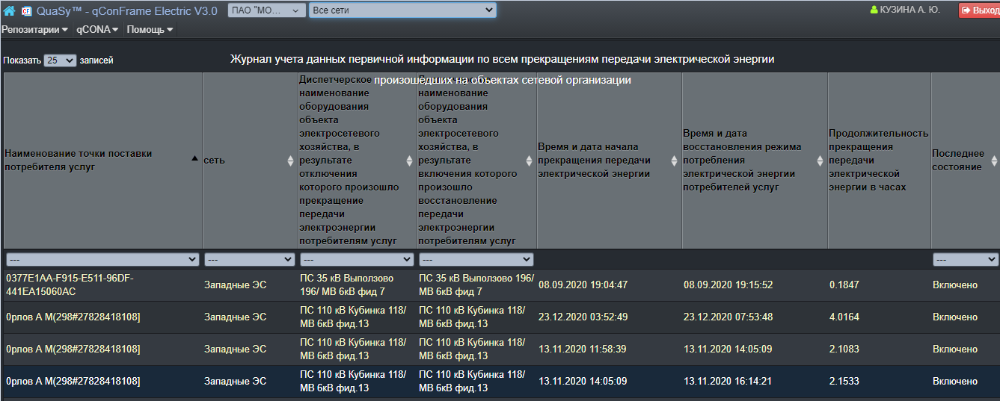 QuaSy™ - qConFrame Electric V3.0 ПАО "МО... Все сети КУЗИНА А. Ю. Выход
Репозитарии qCONA Помощь
Показать 25 записей
Журнал учета данных первичной информации по всем прекращениям передачи электрической энергии
произошедших на объектах сетевой организации
Наименование точки поставки
потребителя услуг
сеть
Диспетчерское
наименование
оборудования
объекта
электросетевого
хозяйства, в
результате
отключения
которого произошло
прекращение
передачи
электроэнергии
потребителям услуг
наименование
оборудования
объекта
электросетевого
хозяйства, в
результате
включения которого
произошло
восстановление
передачи
электроэнергии
потребителям услуг
Время и дата начала
прекращения передачи
электрической энергии
Время и дата
восстановления режима
потребления
электрической энергии
потребителей услуг
Продолжительность
прекращения
передачи
электрической
энергии в часах
Последнее
состояние
--- --- --- --- ---
0377E1AA-F915-E511-96DF-
441EA15060AC
Западные ЭС
ПС 35 кВ Выползово
196/ МВ 6кВ фид 7
ПС 35 кВ Выползово 196/
МВ 6кВ фид 7
08.09.2020 19:04:47
08.09.2020 19:15:52
0.1847
Включено
0рлов А М(298#27828418108]
Западные ЭС
ПС 110 кВ Кубинка 118/
МВ 6кВ фид.13
ПС 110 кВ Кубинка 118/
МВ 6кВ фид.13
23.12.2020 03:52:49
23.12.2020 07:53:48
4.0164
Включено
0рлов А М(298#27828418108]
Западные ЭС
ПС 110 кВ Кубинка 118/
МВ 6кВ фид.13
ПС 110 кВ Кубинка 118/
МВ 6кВ фид.13
13.11.2020 11:58:39
13.11.2020 14:05:09
2.1083
Включено
0рлов А М(298#27828418108]
Западные ЭС
ПС 110 кВ Кубинка 118/
МВ 6кВ фид.13
ПС 110 кВ Кубинка 118/
МВ 6кВ фид.13
13.11.2020 14:05:09
13.11.2020 16:14:21
2.1533
Включено